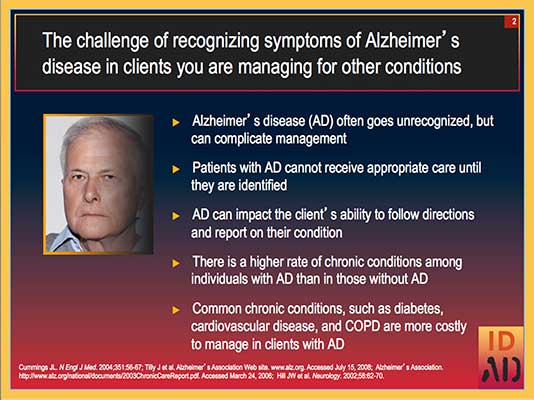 2
The challenge of recognizing symptoms of Alzheimer’s
disease in clients you are managing for other conditions
► Alzheimer’s disease (AD) often goes unrecognized, but
can complicate management
► Patients with AD cannot receive appropriate care until
they are identified
► AD can impact the client’s ability to follow directions
and report on their condition
► There is a higher rate of chronic conditions among
individuals with AD than in those without AD
► Common chronic conditions, such as diabetes,
cardiovascular disease, and COPD are more costly
to manage in clients with AD
ID
AD
Cummings JL. N Engl J Med. 2004;351:56-67; Tilly J et al. Alzheimer’s Association Web site. www.alz.org. Accessed July 15, 2008; Alzheimer’s Association.
http://www.alz.org/national/documents/2003ChronicCareReport.pdf. Accessed March 24, 2006; Hill JW et al. Neurology. 2002;58:62-70.